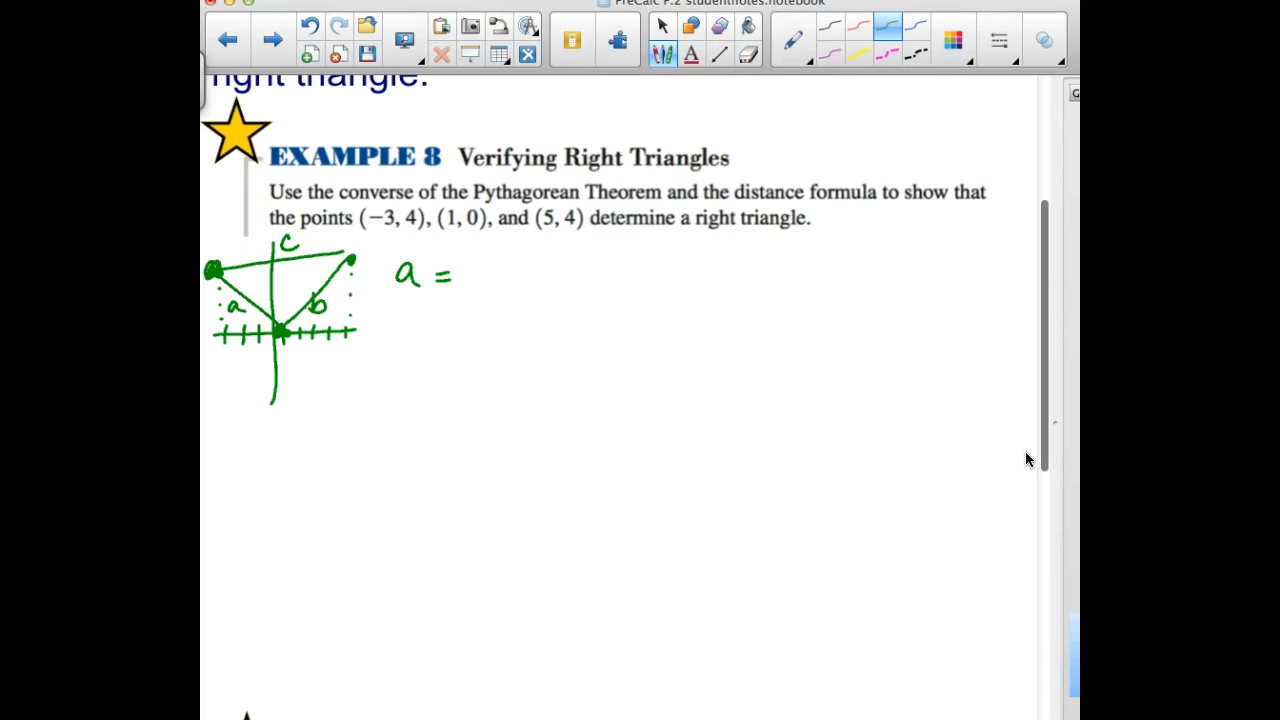 PreCalc P.2 studentnotes.notebook
right triangle.
EXAMPLE 8 Verifying Right Triangles
Use the converse of the Pythagorean Theorem and the distance formula to show that
the points (−3, 4), (1, 0), and (5, 4) determine a right triangle.
c
a =
a b